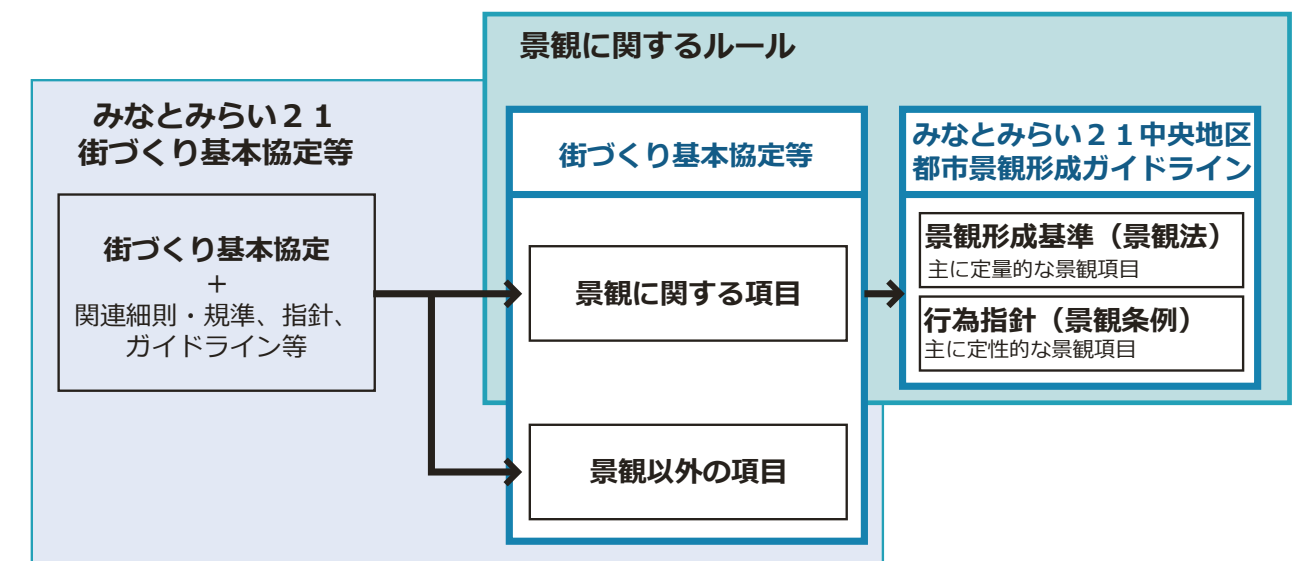 景観に関するルール
みなとみらい２１
街づくり基本協定等
街づくり基本協定
＋
関連細則・規準、指針、
ガイドライン等
街づくり基本協定等
景観に関する項目
景観以外の項目
みなとみらい２１中央地区
都市景観形成ガイドライン
景観形成基準（景観法）
主に定量的な景観項目
行為指針（景観条例）
主に定性的な景観項目